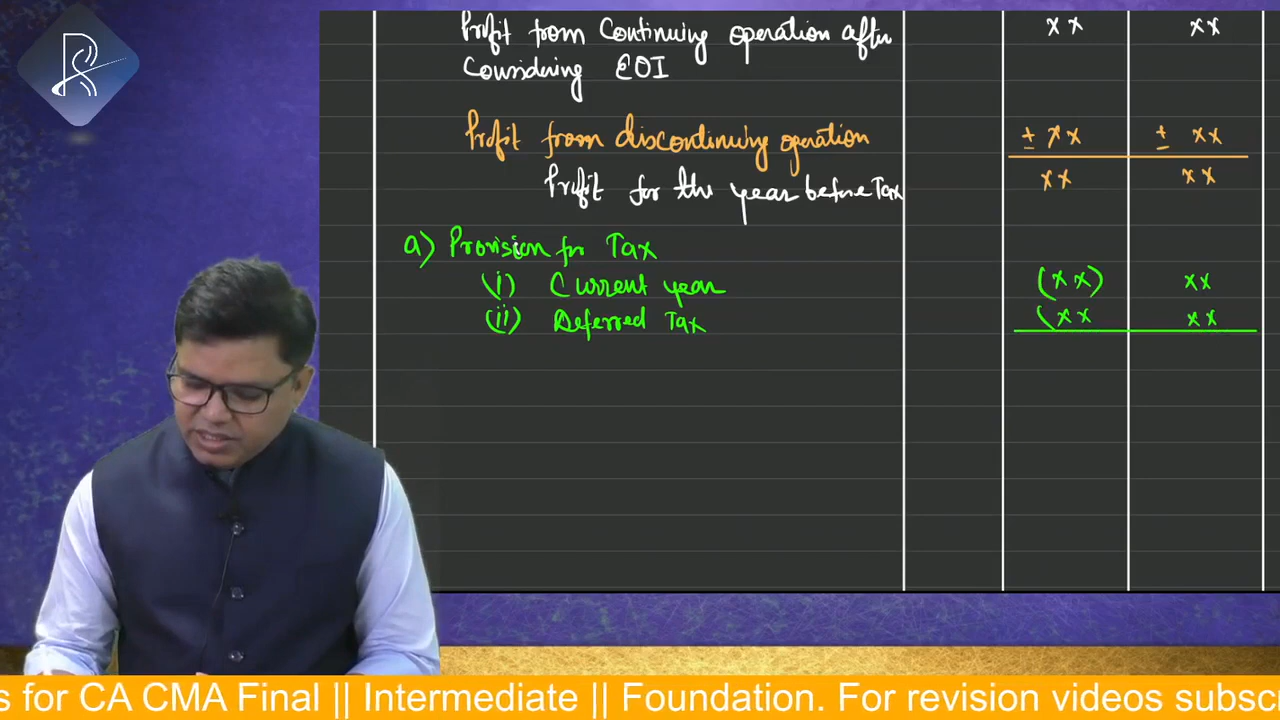 Profit from Continuing operation after xx xx
Considering EOI
Profit from discontinuing operation ± xx ± xx
Profit for the year before Tax xx xx
a) Provision for Tax
(i) Current year (xx) xx
(ii) Deferred Tax (xx xx
s for CA CMA Final || Intermediate || Foundation. For revision videos subsc